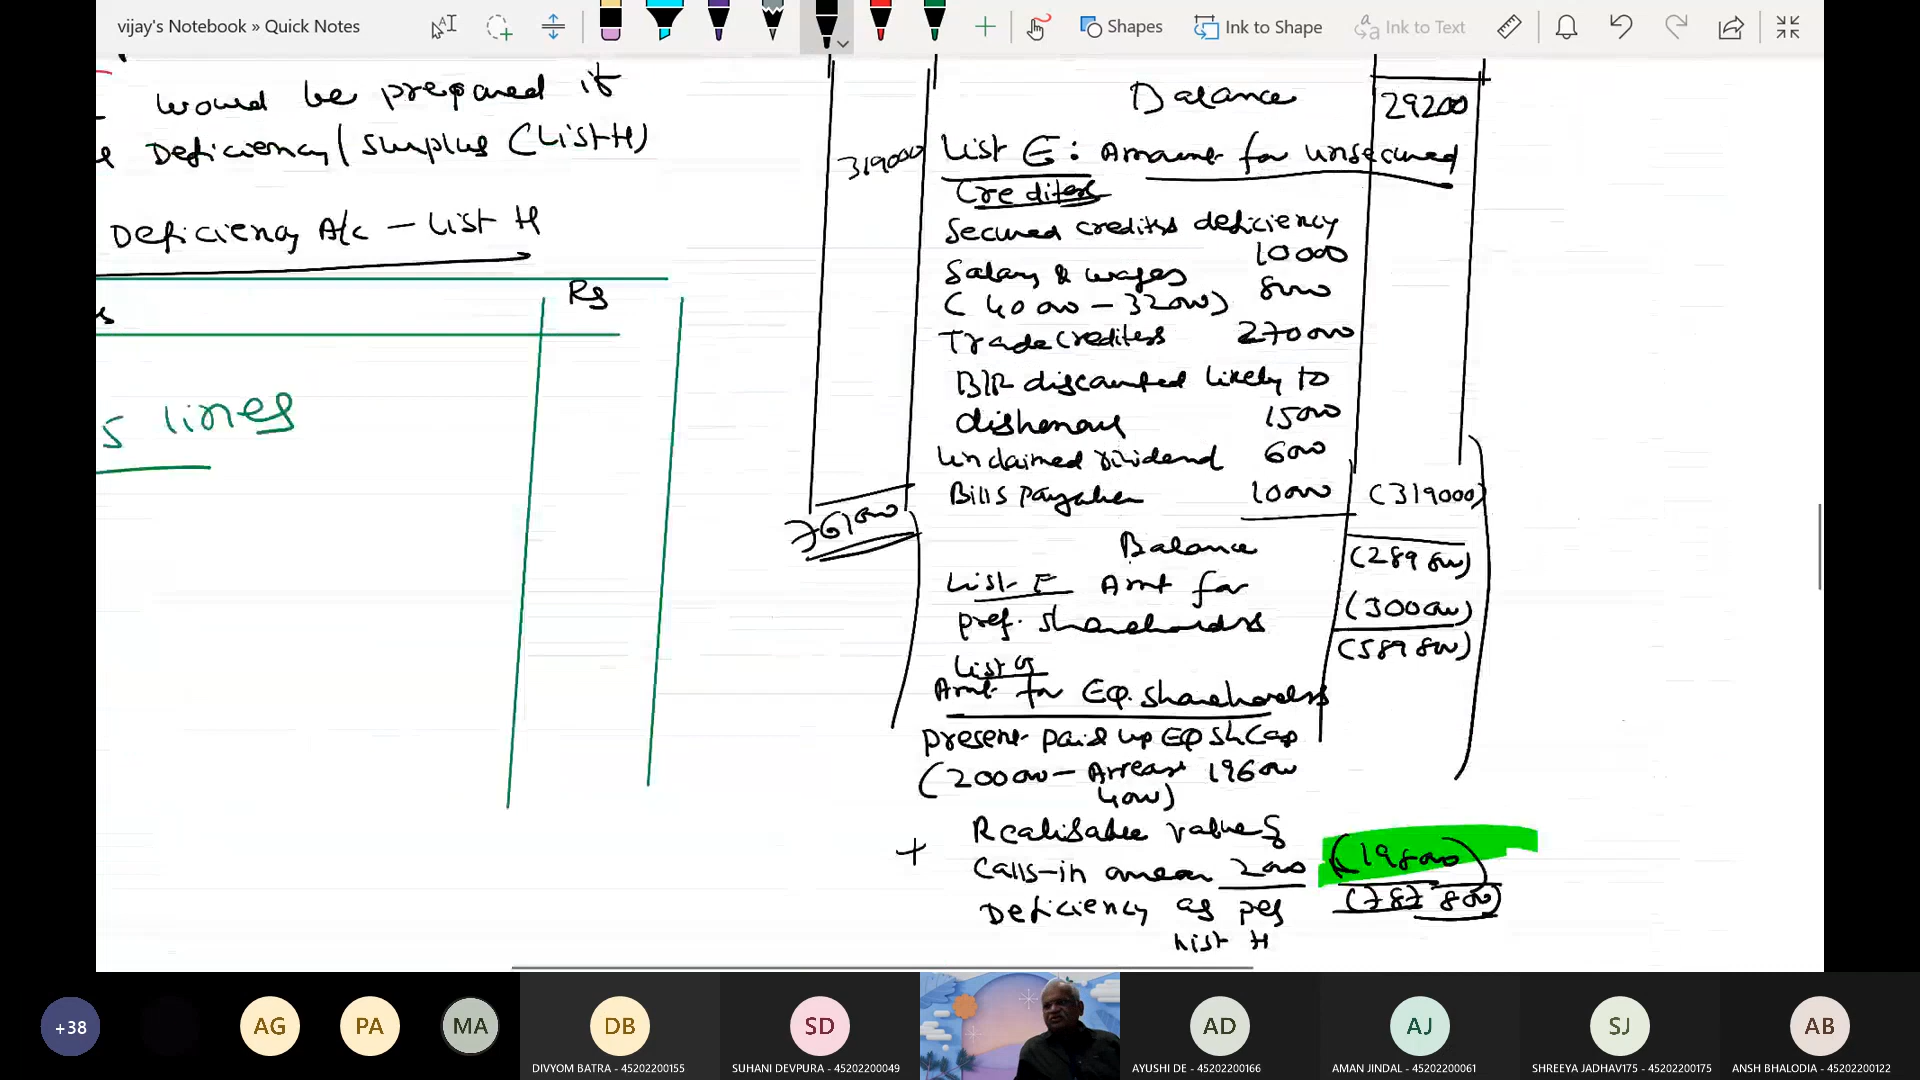 vijay's Notebook » Quick Notes
Shapes
Ink to Shape
Ink to Text
would be prepared if
Deficiency/Surplus (List H)
Deficiency A/c - List H
Rs
5 lines
319000
761000
Balance 29200
List E: Amount for Unsecured
Creditors
Secured creditors deficiency
10000
Salary & wages 8000
(40000 - 32000)
Trade Creditors 270000
B/R discounted likely to
dishonour 15000
Unclaimed Dividend 6000
Bills Payable 10000 (319000)
Balance (289800)
List F Amt for
pref. shareholders (300000)
(589800)
List G
Amt for Eq. Shareholders
Present paid up Eq Sh Cap
(200000 - Arrears 196000
4000)
+ Realisable value of
Calls-in arrear 2000 (198000)
Deficiency as per (787800)
List H
+38
AG
PA
MA
DB
SD
AD
AJ
SJ
AB
DIVYOM BATRA - 45202200155
SUHANI DEVPURA - 45202200049
AYUSHI DE - 45202200166
AMAN JINDAL - 45202200061
SHREEYA JADHAV175 - 45202200175
ANSH BHALODIA - 45202200122